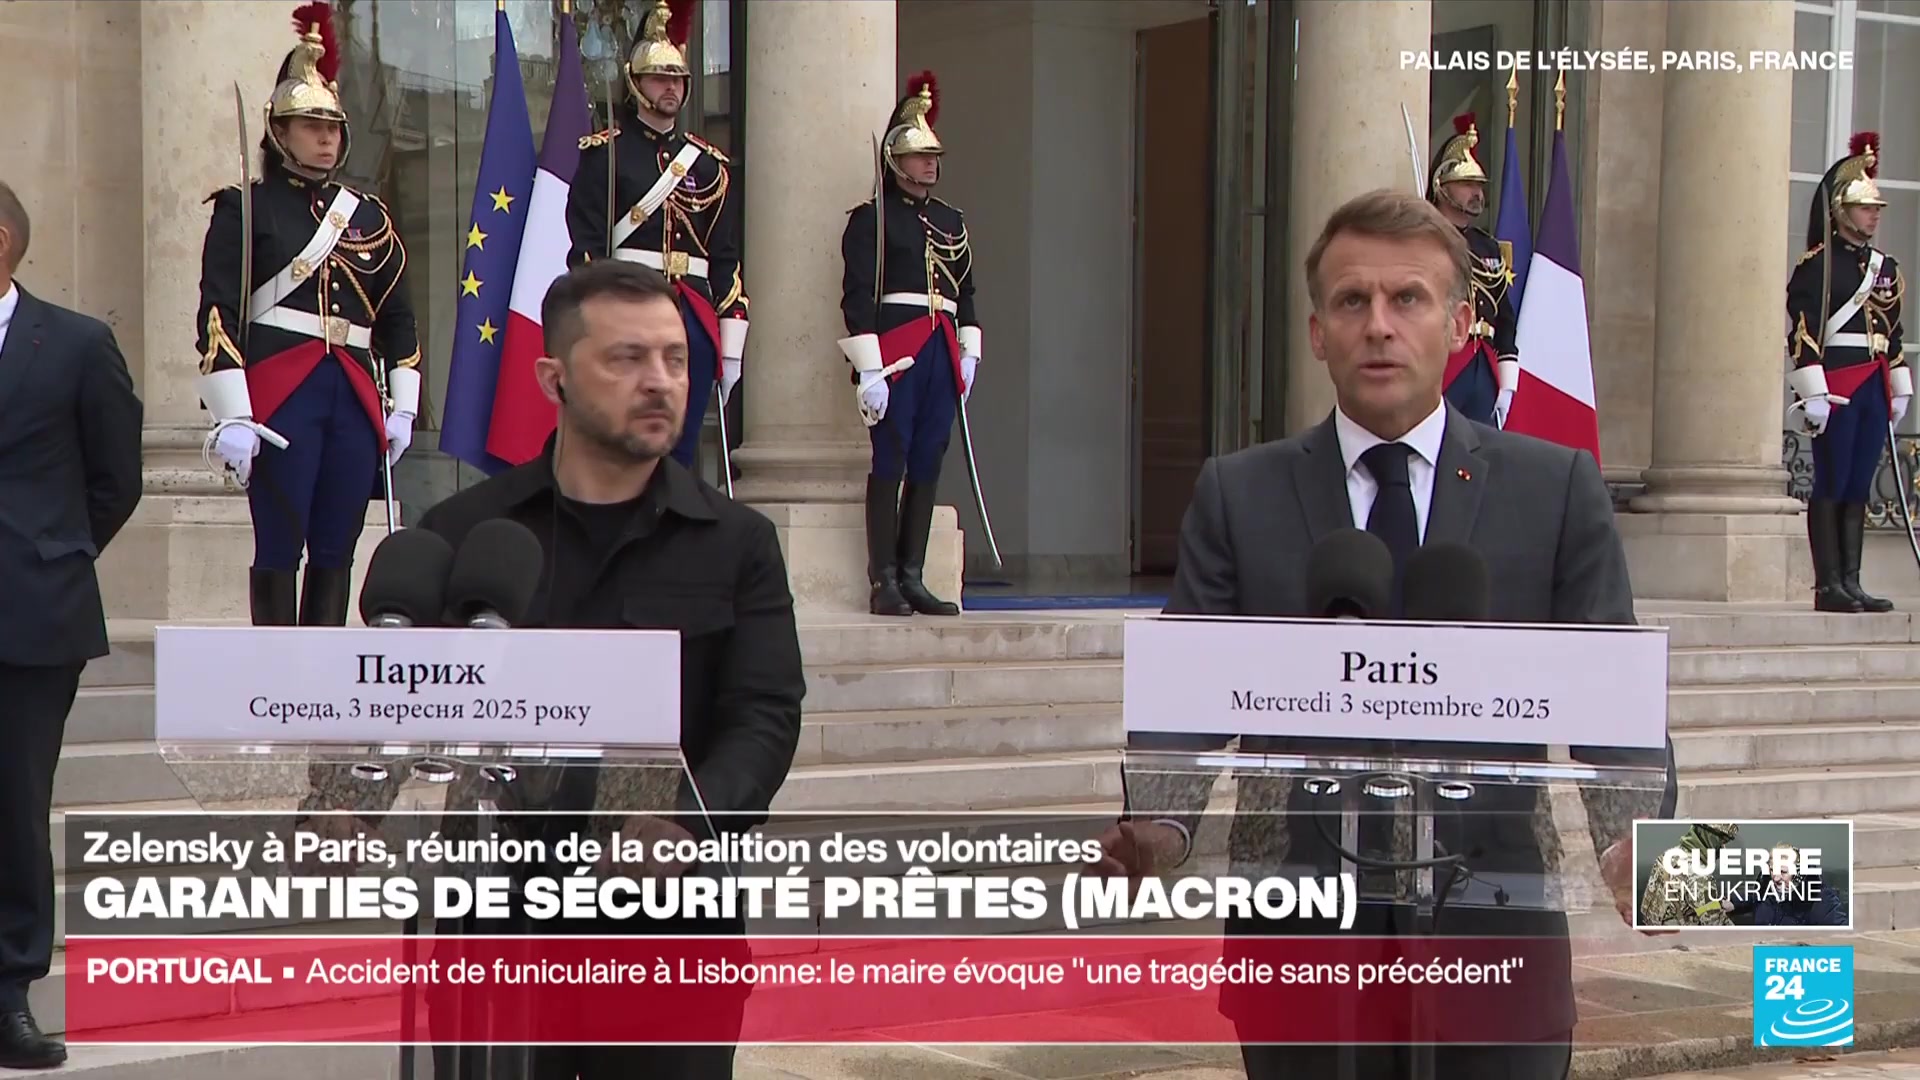 PALAIS DE L'ÉLYSÉE, PARIS, FRANCE
Париж
Середа, 3 вересня 2025 року
Paris
Mercredi 3 septembre 2025
Zelensky à Paris, réunion de la coalition des volontaires
GARANTIES DE SÉCURITÉ PRÊTES (MACRON)
GUERRE
EN UKRAINE
PORTUGAL ▪ Accident de funiculaire à Lisbonne: le maire évoque "une tragédie sans précédent"
FRANCE
24